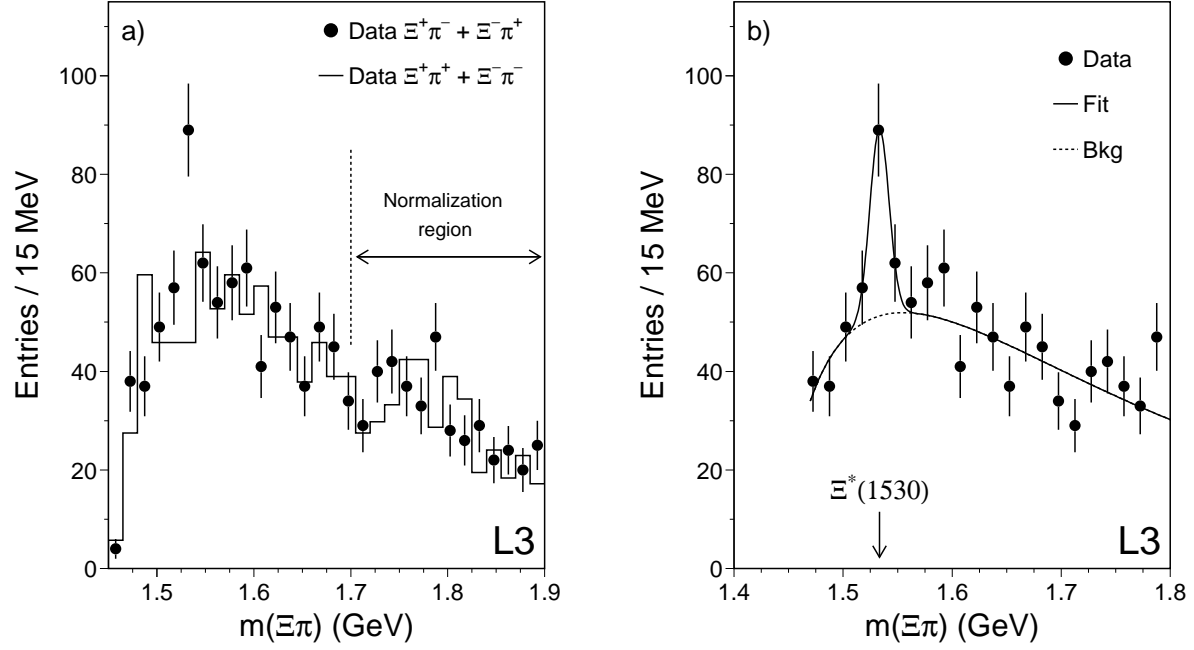 a)
Data Ξ⁺π⁻ + Ξ⁻π⁺
Data Ξ⁺π⁺ + Ξ⁻π⁻
Normalization
region
L3
Entries / 15 MeV
0
20
40
60
80
100
1.5
1.6
1.7
1.8
1.9
m(Ξπ) (GeV)
b)
Data
Fit
Bkg
Ξ*(1530)
L3
Entries / 15 MeV
0
20
40
60
80
100
1.4
1.5
1.6
1.7
1.8
m(Ξπ) (GeV)